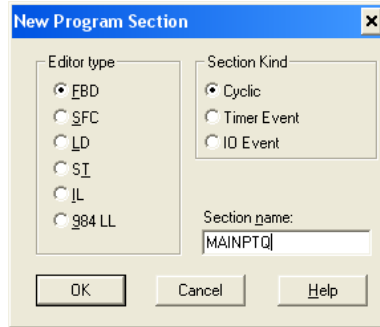 New Program Section
Editor type
FBD
SFC
LD
ST
IL
984 LL
Section Kind
Cyclic
Timer Event
IO Event
Section name:
MAINPTQ
OK
Cancel
Help